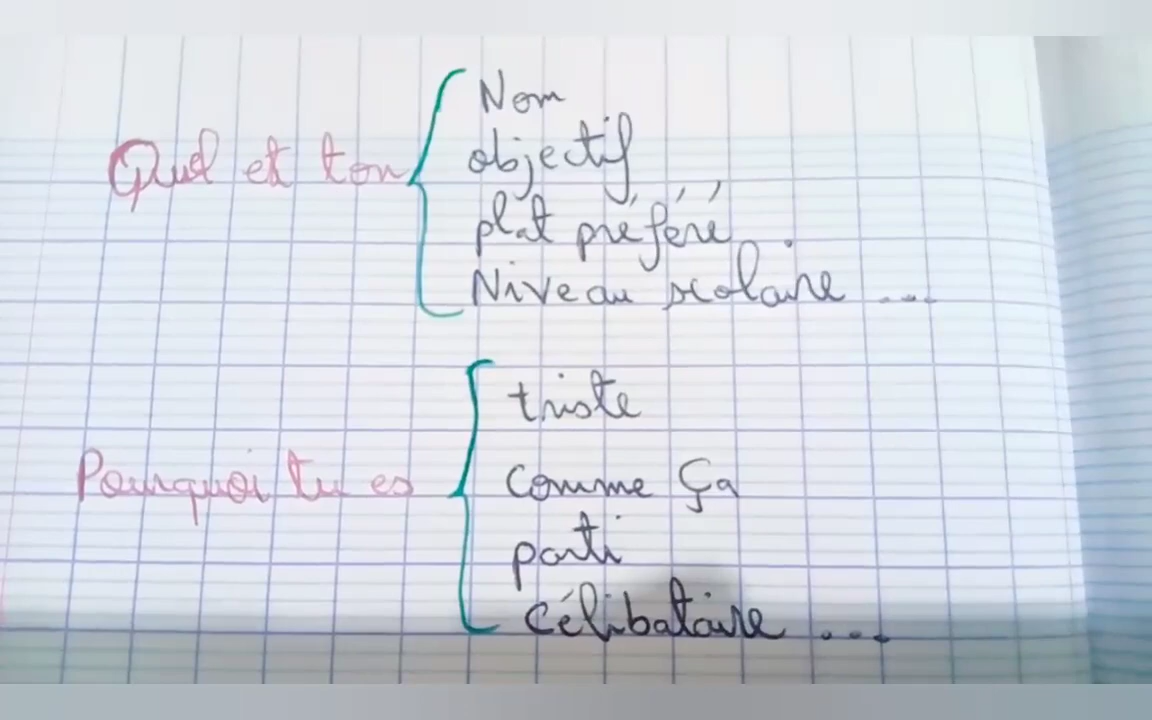 Nom
objectif
Quel et ton
plat préféré
Niveau scolaire ...
triste
comme ça
Pourquoi tu es
parti
célibataire ...